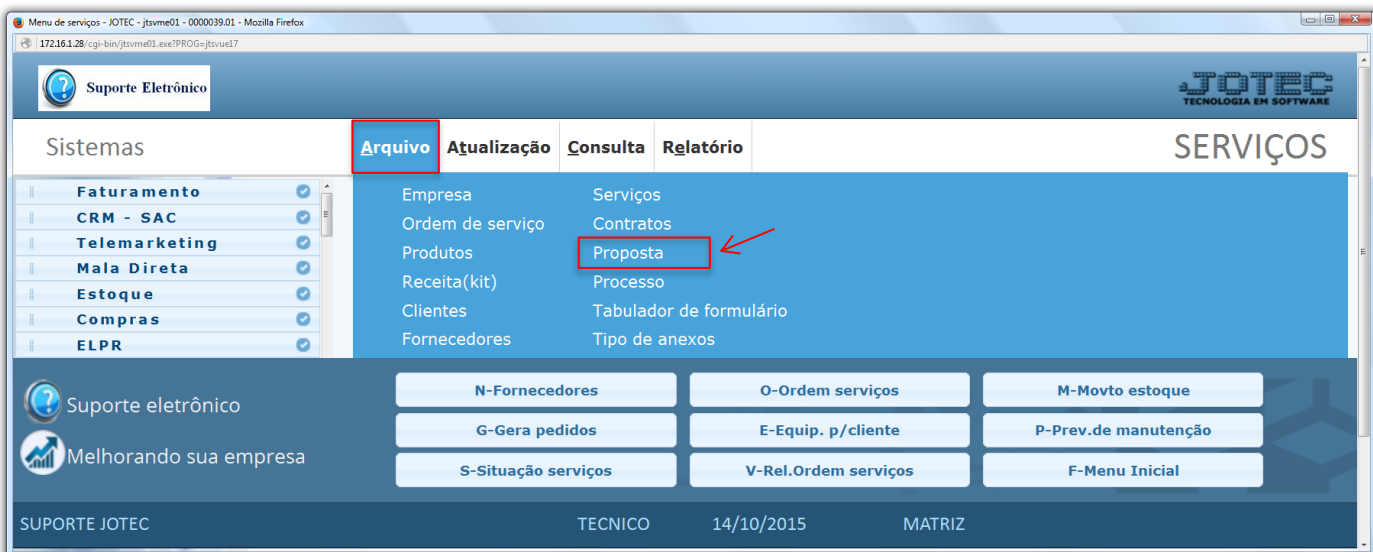 Menu de serviços - JOTEC - jtsvme01 - 0000039.01 - Mozilla Firefox
172.16.1.28/cgi-bin/jtsvme01.exe?PROG=jtsvue17
Suporte Eletrônico
JOTEC
TECNOLOGIA EM SOFTWARE
Sistemas
Arquivo Atualização Consulta Relatório
SERVIÇOS
Faturamento
CRM - SAC
Telemarketing
Mala Direta
Estoque
Compras
ELPR
Empresa Serviços
Ordem de serviço Contratos
Produtos Proposta
Receita(kit) Processo
Clientes Tabulador de formulário
Fornecedores Tipo de anexos
Suporte eletrônico
Melhorando sua empresa
N-Fornecedores O-Ordem serviços M-Movto estoque
G-Gera pedidos E-Equip. p/cliente P-Prev.de manutenção
S-Situação serviços V-Rel.Ordem serviços F-Menu Inicial
SUPORTE JOTEC TECNICO 14/10/2015 MATRIZ